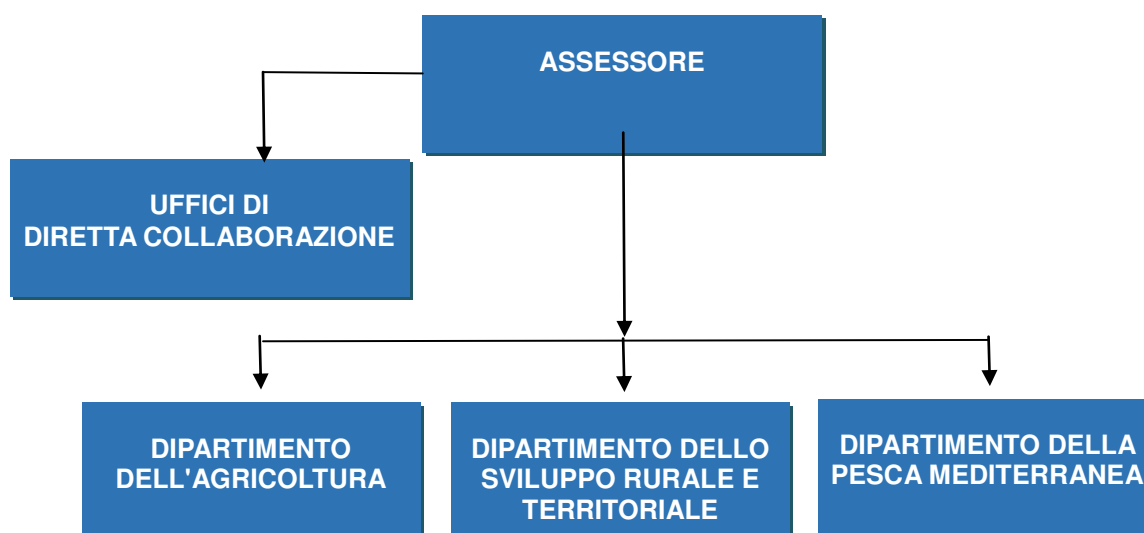 ASSESSORE
UFFICI DI
DIRETTA COLLABORAZIONE
DIPARTIMENTO
DELL'AGRICOLTURA
DIPARTIMENTO DELLO
SVILUPPO RURALE E
TERRITORIALE
DIPARTIMENTO DELLA
PESCA MEDITERRANEA